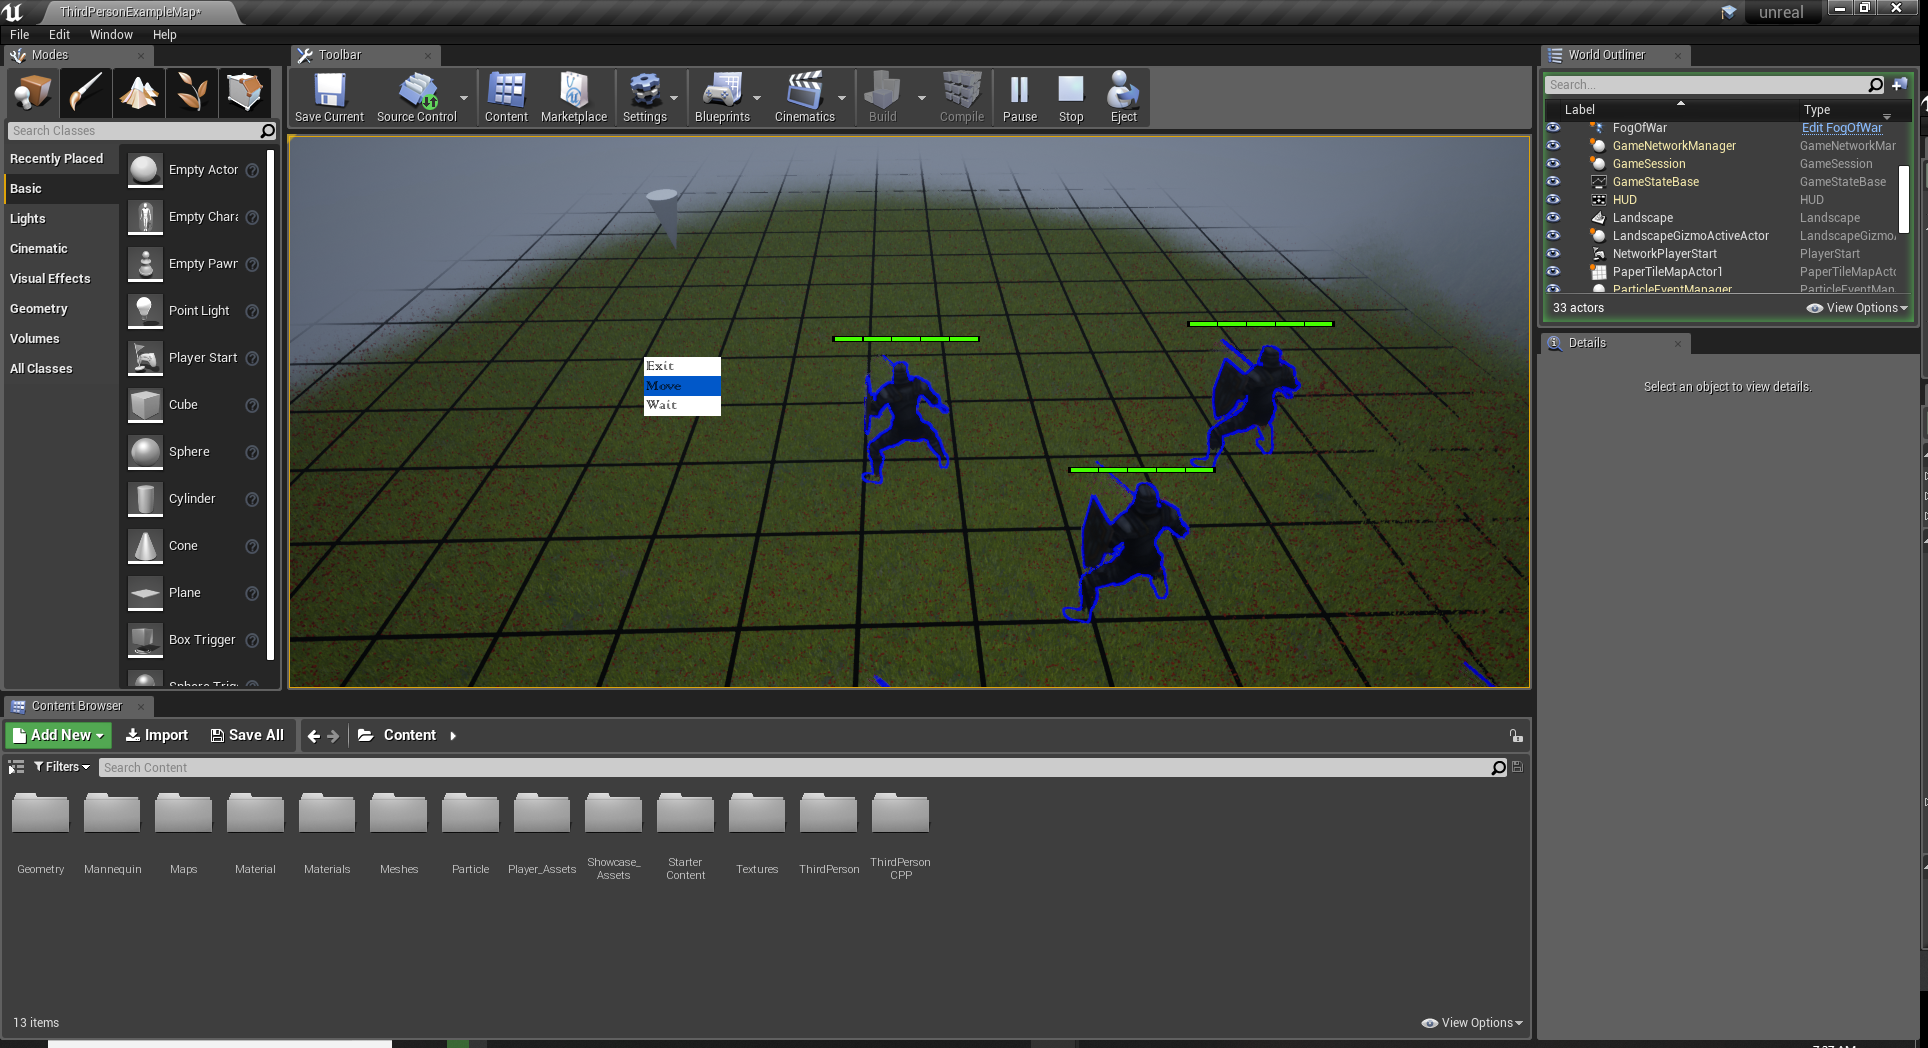 ThirdPersonExampleMap*
unreal
File Edit Window Help
Modes
Toolbar
World Outliner
Save Current
Source Control
Content
Marketplace
Settings
Blueprints
Cinematics
Build
Compile
Pause
Stop
Eject
Search Classes
Recently Placed
Basic
Lights
Cinematic
Visual Effects
Geometry
Volumes
All Classes
Empty Actor
Empty Chara
Empty Pawn
Point Light
Player Start
Cube
Sphere
Cylinder
Cone
Plane
Box Trigger
Sphere Trig
Exit
Move
Wait
Search...
Label Type
FogOfWar Edit FogOfWar
GameNetworkManager GameNetworkMar
GameSession GameSession
GameStateBase GameStateBase
HUD HUD
Landscape Landscape
LandscapeGizmoActiveActor LandscapeGizmo
NetworkPlayerStart PlayerStart
PaperTileMapActor1 PaperTileMapActo
ParticleEventManager ParticleEventMan
33 actors View Options
Details
Select an object to view details.
Content Browser
Add New Import Save All Content
Filters Search Content
Geometry
Mannequin
Maps
Material
Materials
Meshes
Particle
Player_Assets
Showcase_
Assets
Starter
Content
Textures
ThirdPerson
ThirdPerson
CPP
13 items View Options